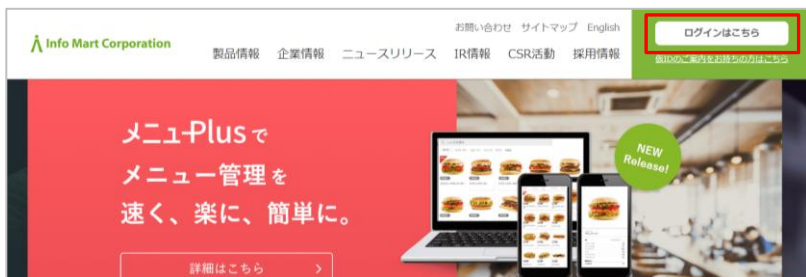 お問い合わせ サイトマップ English
ログインはこちら
Info Mart Corporation
製品情報 企業情報 ニュースリリース IR情報 CSR活動 採用情報
仮IDのご案内をお持ちの方はこちら
メニューPlusで
メニュー管理を
速く、楽に、簡単に。
NEW
Release!
詳細はこちら